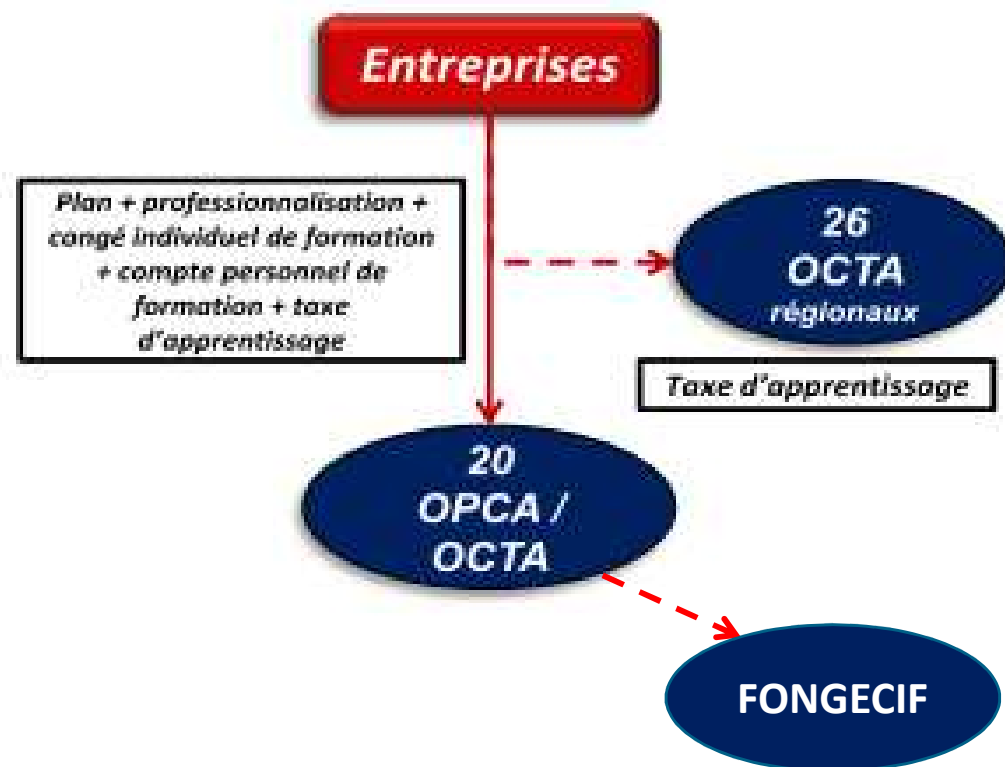 Entreprises
Plan + professionnalisation +
congé individuel de formation
+ compte personnel de
formation + taxe
d'apprentissage
26
OCTA
régionaux
Taxe d'apprentissage
20
OPCA /
OCTA
FONGECIF